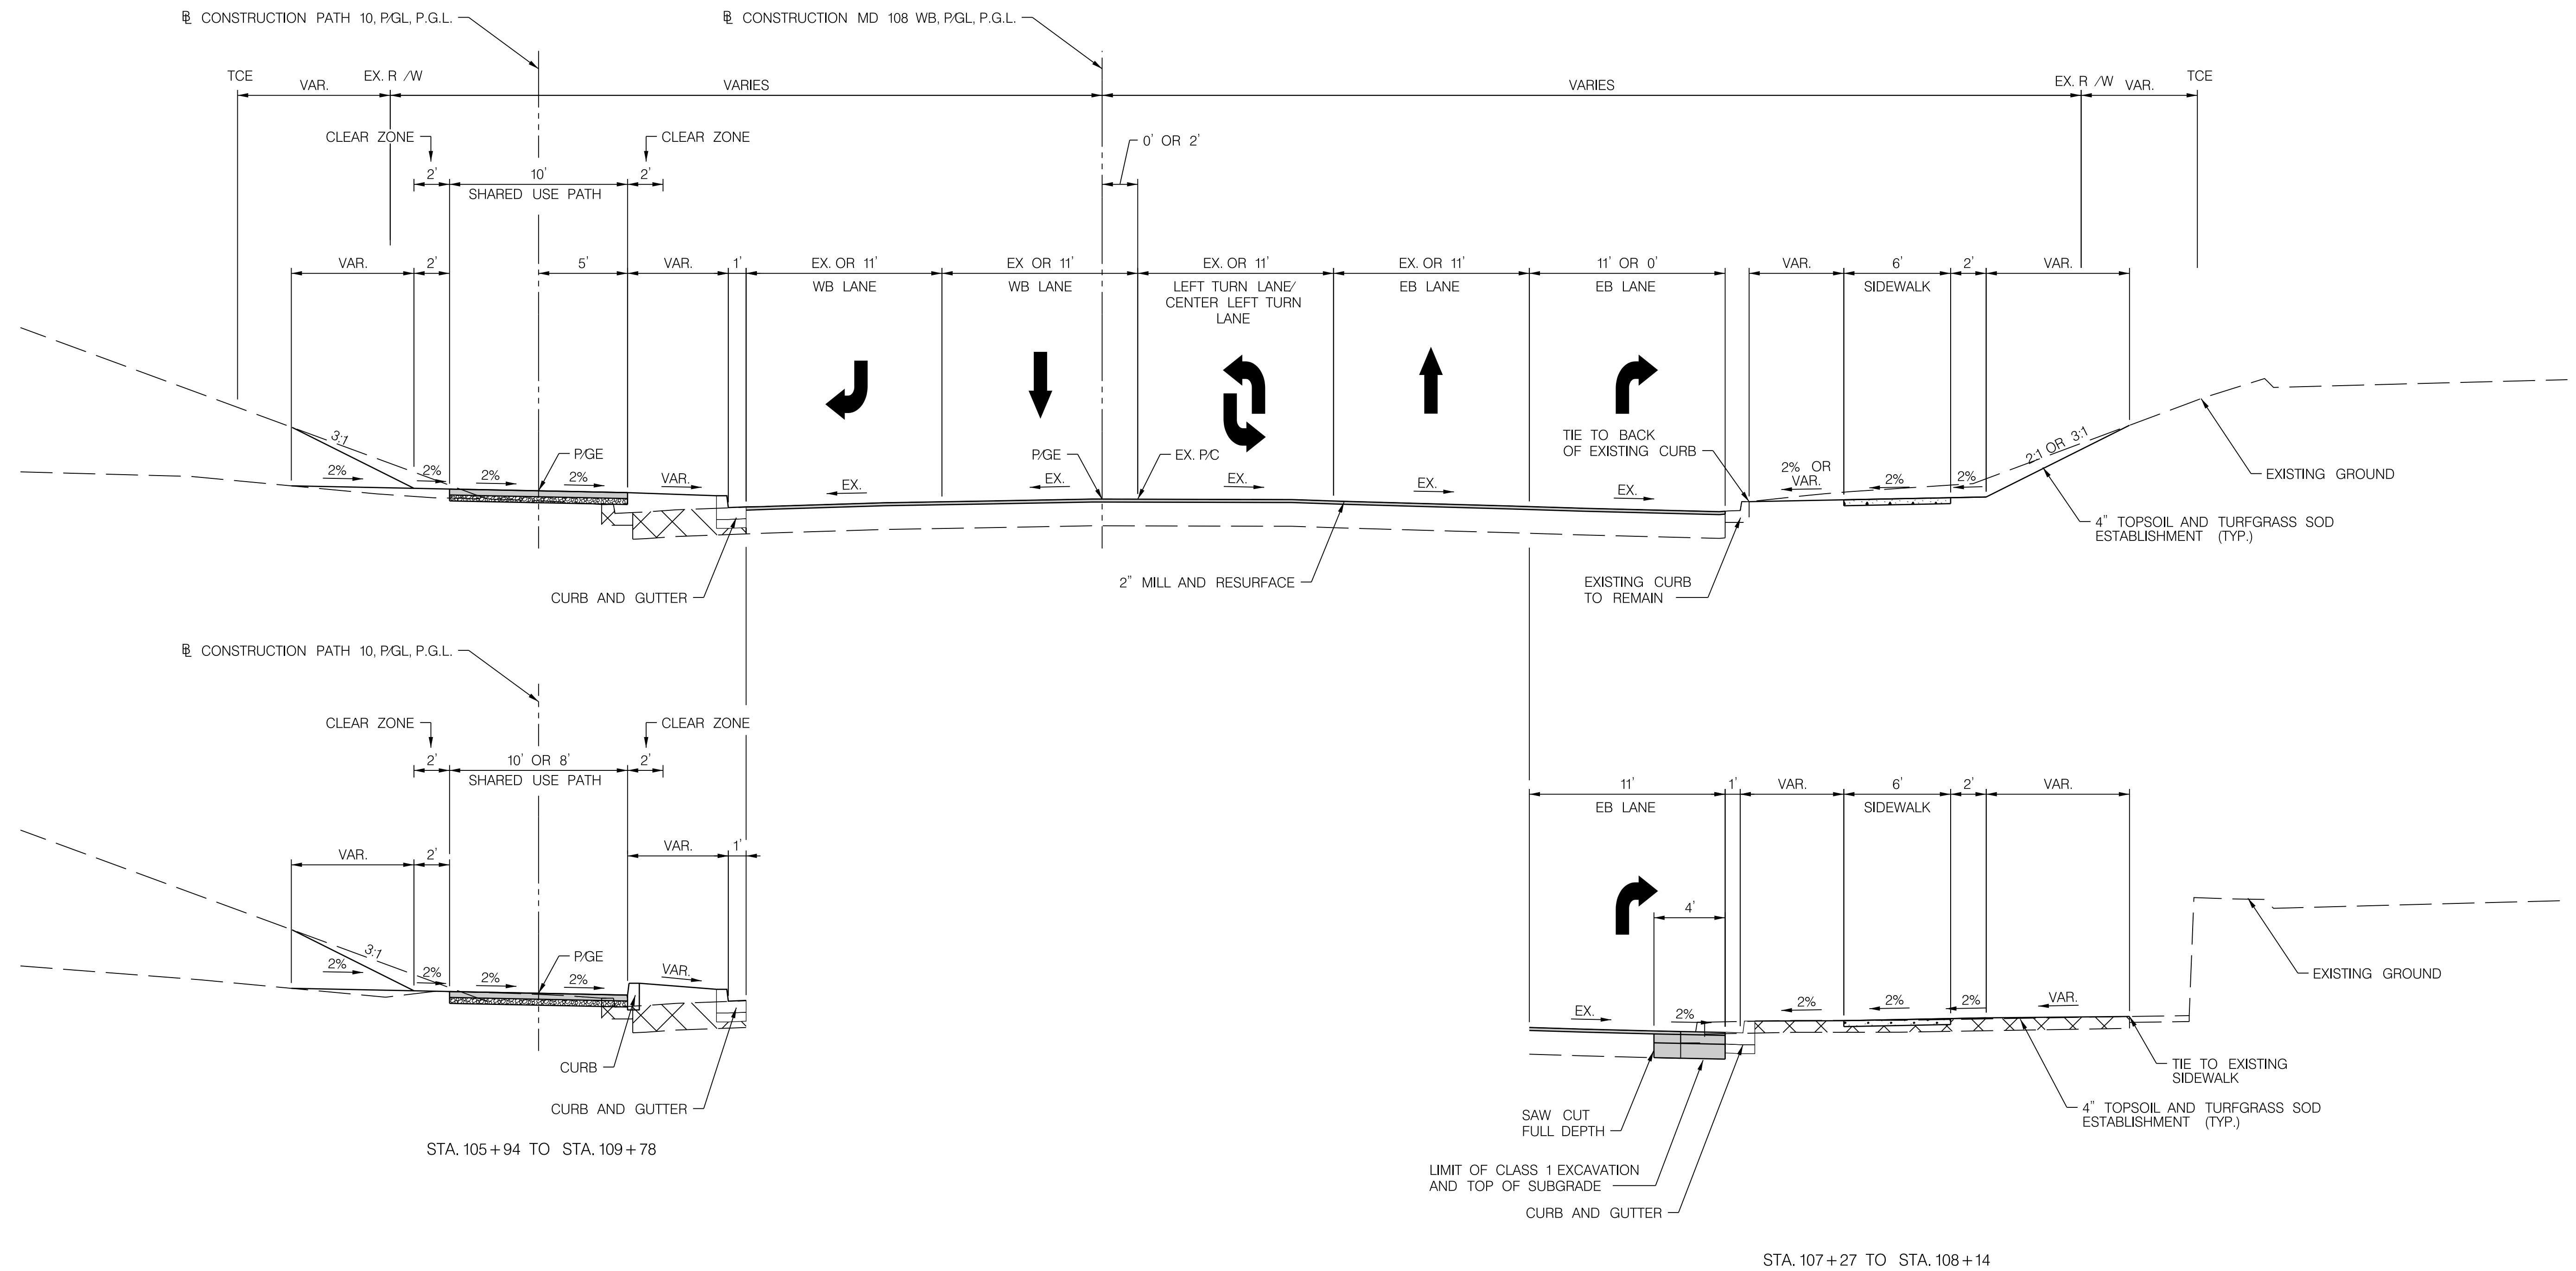 ℄ CONSTRUCTION PATH 10, P/GL, P.G.L.
℄ CONSTRUCTION MD 108 WB, P/GL, P.G.L.
TCE
VAR.
EX. R /W
VARIES
VARIES
EX. R /W
VAR.
TCE
CLEAR ZONE
CLEAR ZONE
0' OR 2'
2'
10'
2'
SHARED USE PATH
VAR.
2'
5'
VAR.
1'
EX. OR 11'
EX OR 11'
EX. OR 11'
EX. OR 11'
11' OR 0'
VAR.
6'
2'
VAR.
WB LANE
WB LANE
LEFT TURN LANE/
CENTER LEFT TURN
LANE
EB LANE
EB LANE
SIDEWALK
3:1
2%
2%
2%
P/GE
2%
VAR.
EX.
P/GE
EX.
EX. P/C
EX.
EX.
EX.
TIE TO BACK
OF EXISTING CURB
2% OR
VAR.
2%
2%
2:1 OR 3:1
EXISTING GROUND
4" TOPSOIL AND TURFGRASS SOD
ESTABLISHMENT (TYP.)
CURB AND GUTTER
2" MILL AND RESURFACE
EXISTING CURB
TO REMAIN
℄ CONSTRUCTION PATH 10, P/GL, P.G.L.
CLEAR ZONE
CLEAR ZONE
2'
10' OR 8'
2'
SHARED USE PATH
VAR.
2'
VAR.
1'
3:1
2%
2%
2%
P/GE
2%
VAR.
CURB
CURB AND GUTTER
STA. 105+94 TO STA. 109+78
11'
1'
VAR.
6'
2'
VAR.
EB LANE
SIDEWALK
4'
EX.
2%
2%
2%
2%
VAR.
EXISTING GROUND
TIE TO EXISTING
SIDEWALK
4" TOPSOIL AND TURFGRASS SOD
ESTABLISHMENT (TYP.)
SAW CUT
FULL DEPTH
LIMIT OF CLASS 1 EXCAVATION
AND TOP OF SUBGRADE
CURB AND GUTTER
STA. 107+27 TO STA. 108+14